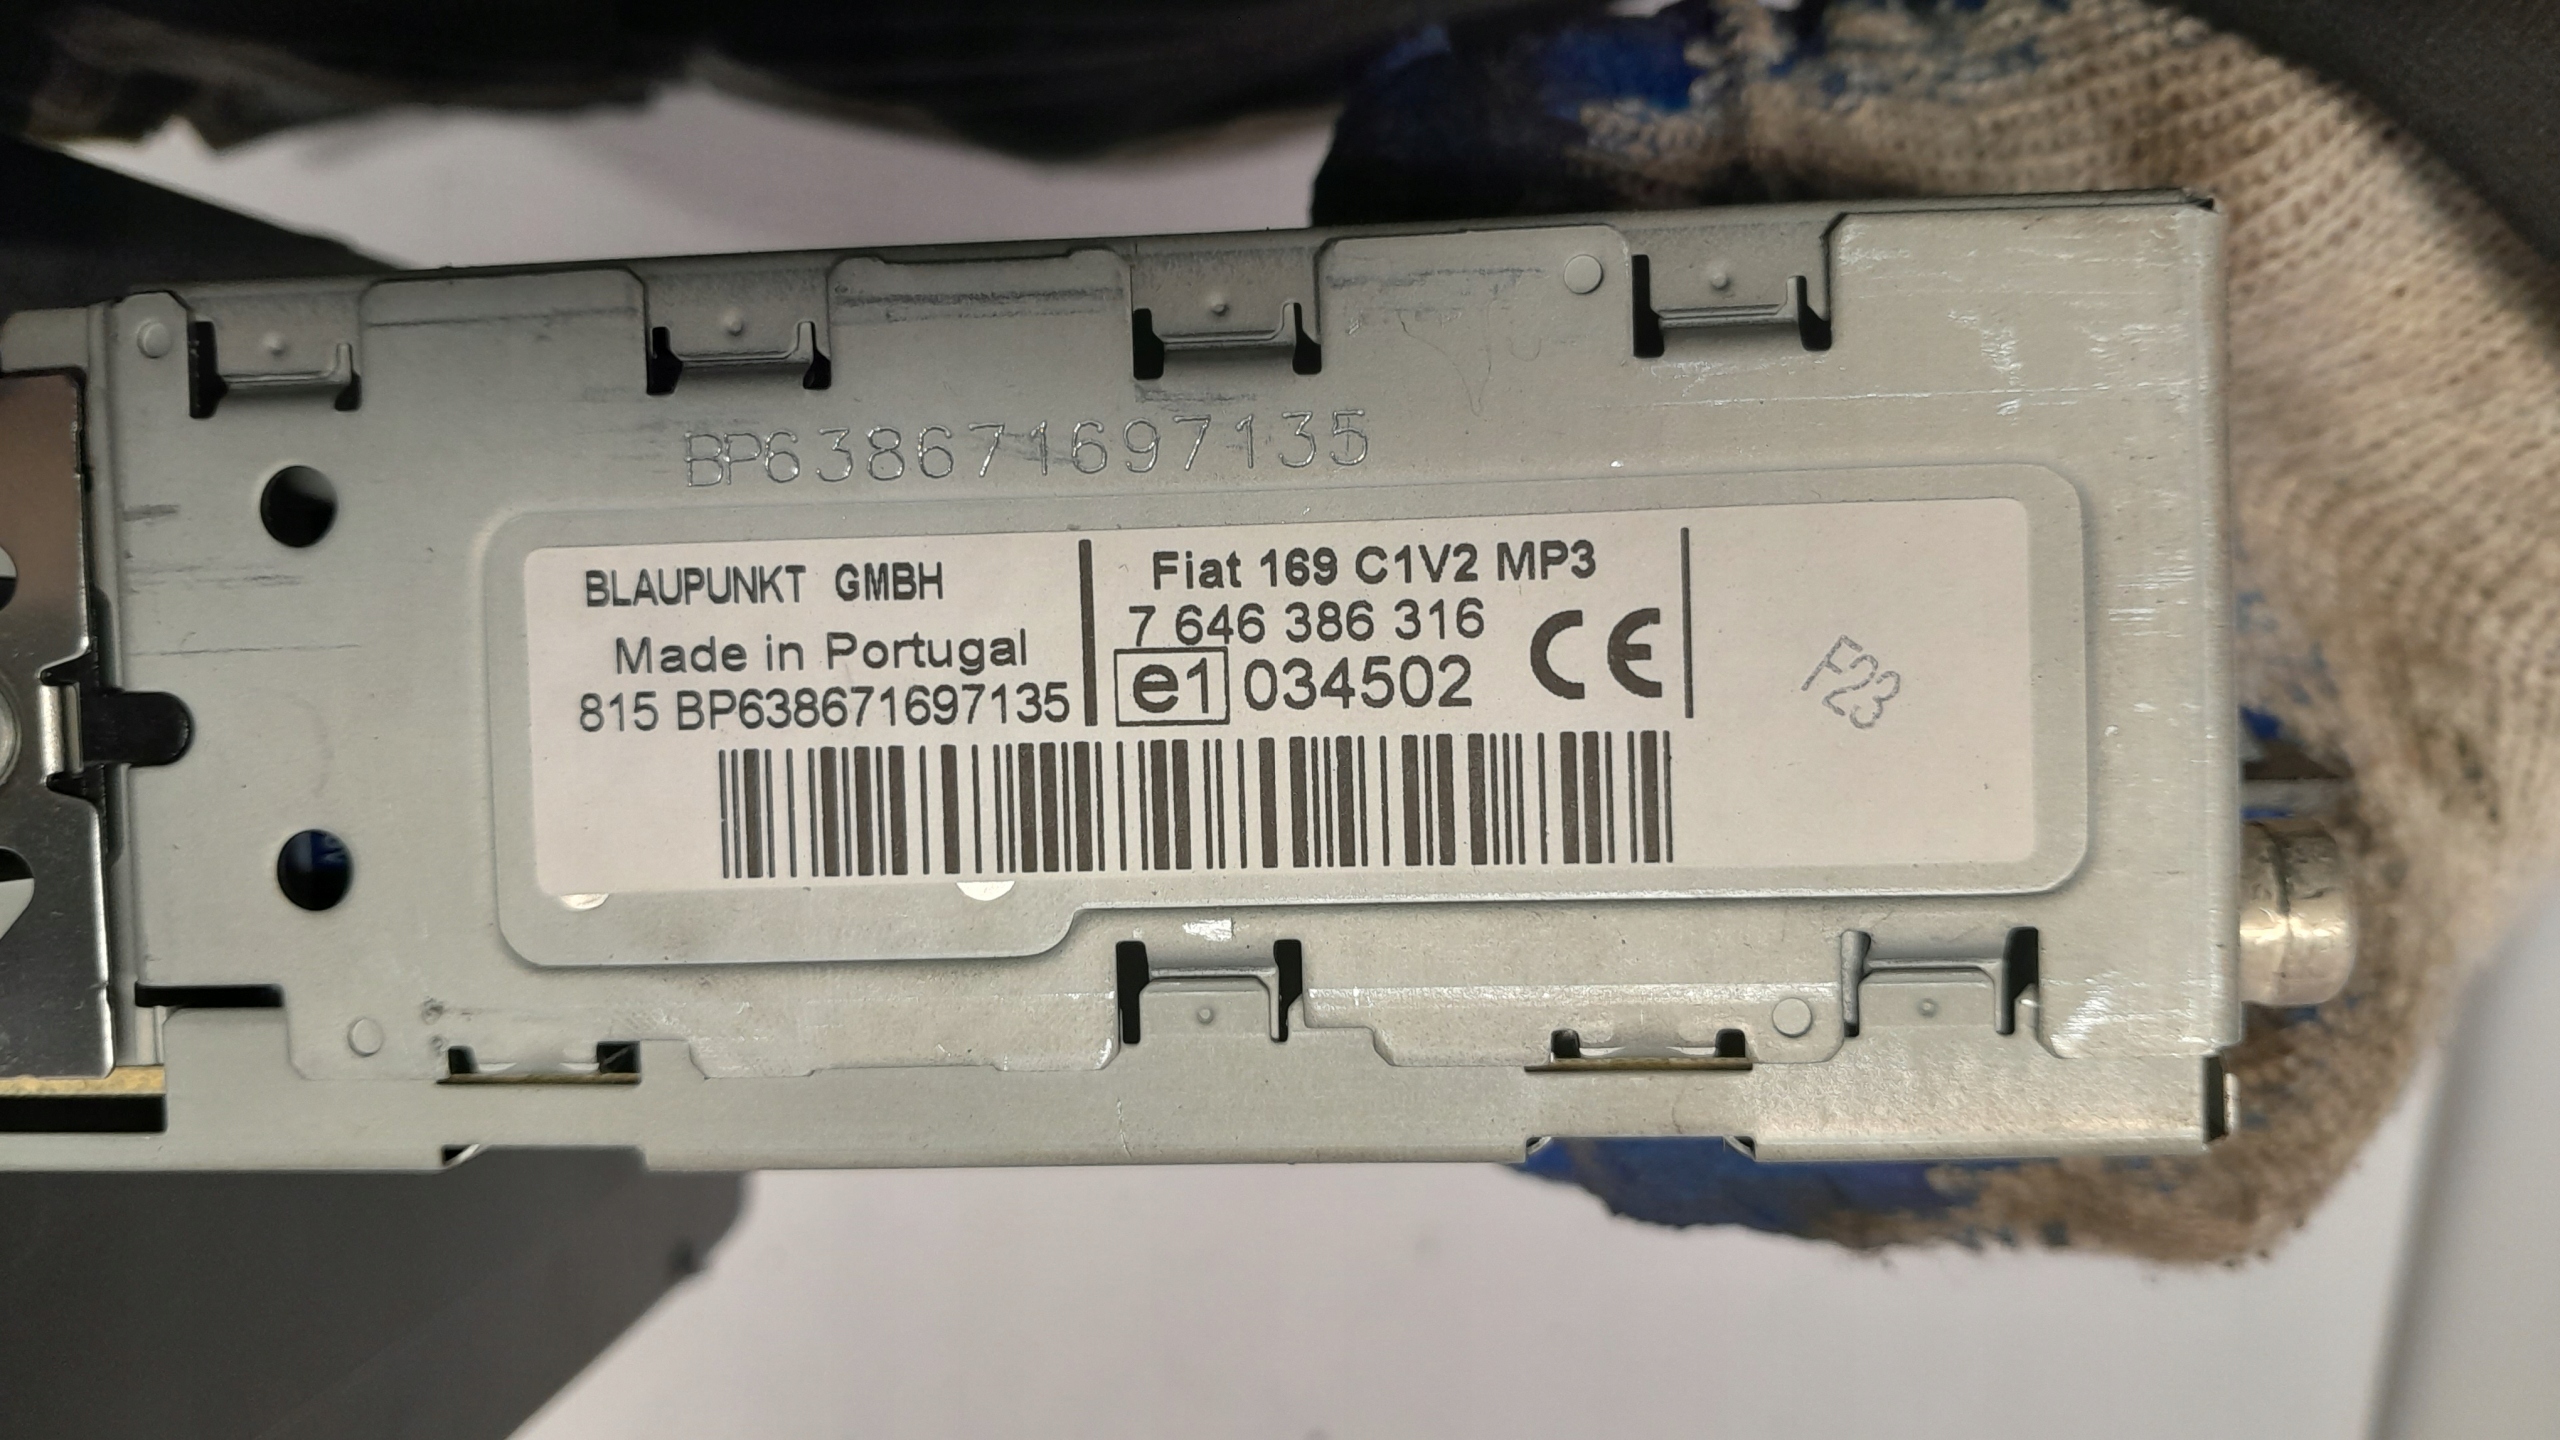 BP638671697135
BLAUPUNKT GMBH
Made in Portugal
815 BP638671697135
Fiat 169 C1V2 MP3
7 646 386 316
e1 034502
CE
F23